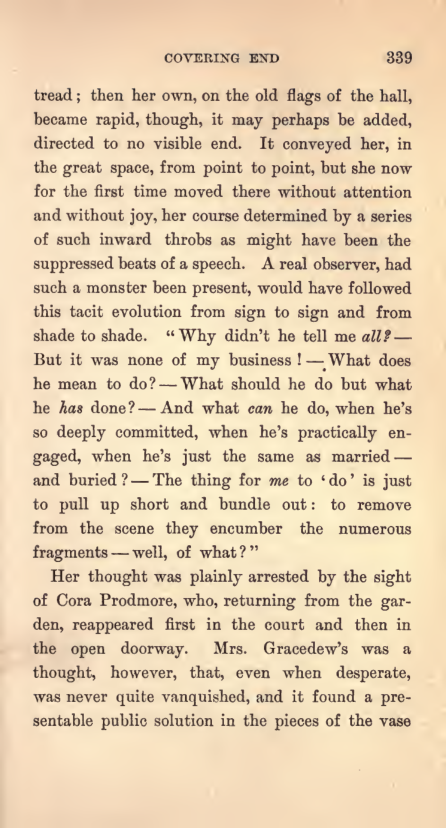 COVERING END 339
tread; then her own, on the old flags of the hall,
became rapid, though, it may perhaps be added,
directed to no visible end. It conveyed her, in
the great space, from point to point, but she now
for the first time moved there without attention
and without joy, her course determined by a series
of such inward throbs as might have been the
suppressed beats of a speech. A real observer, had
such a monster been present, would have followed
this tacit evolution from sign to sign and from
shade to shade. “Why didn’t he tell me all?—
But it was none of my business!—What does
he mean to do?—What should he do but what
he has done?—And what can he do, when he’s
so deeply committed, when he’s practically en-
gaged, when he’s just the same as married—
and buried?—The thing for me to ‘do’ is just
to pull up short and bundle out: to remove
from the scene they encumber the numerous
fragments—well, of what?”
Her thought was plainly arrested by the sight
of Cora Prodmore, who, returning from the gar-
den, reappeared first in the court and then in
the open doorway. Mrs. Gracedew’s was a
thought, however, that, even when desperate,
was never quite vanquished, and it found a pre-
sentable public solution in the pieces of the vase